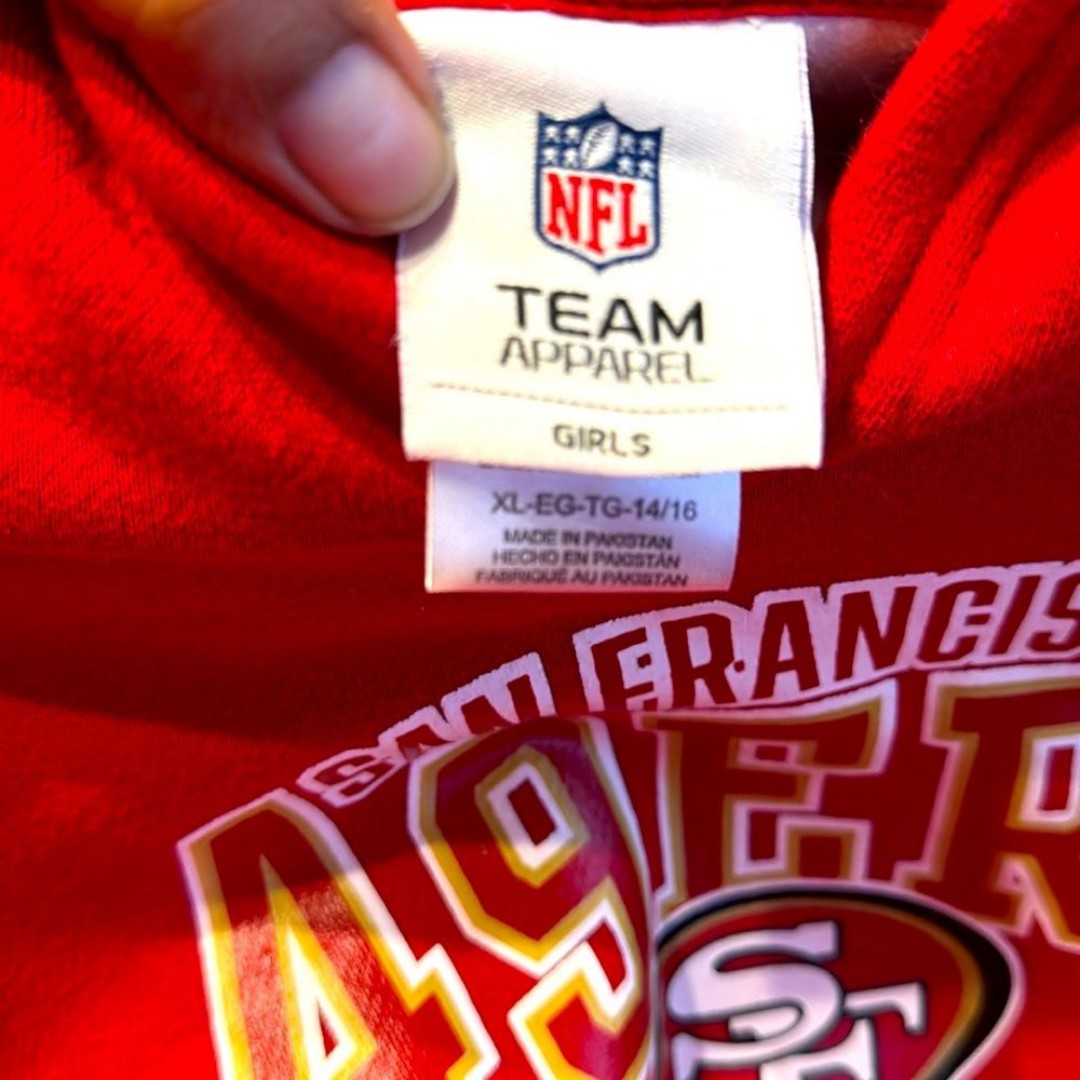 NFL
TEAM
APPAREL
GIRLS
XL-EG-TG-14/16
MADE IN PAKISTAN
HECHO EN PAKISTÁN
FABRIQUÉ AU PAKISTAN
SAN FRANCIS
49ER
SF